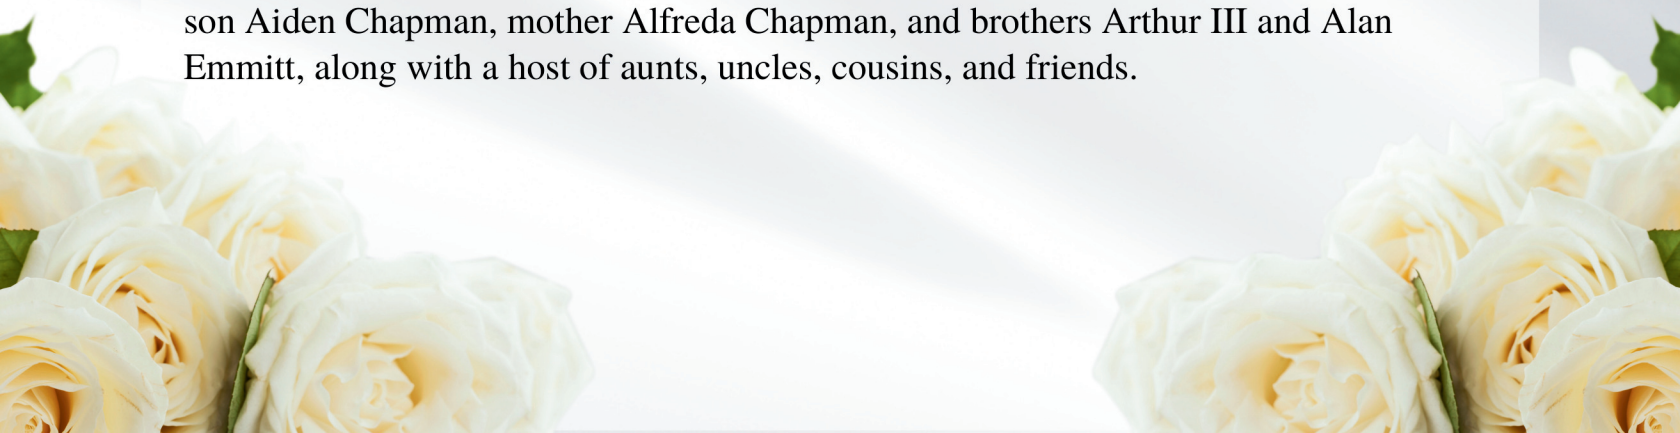 son Aiden Chapman, mother Alfreda Chapman, and brothers Arthur III and Alan
Emmitt, along with a host of aunts, uncles, cousins, and friends.